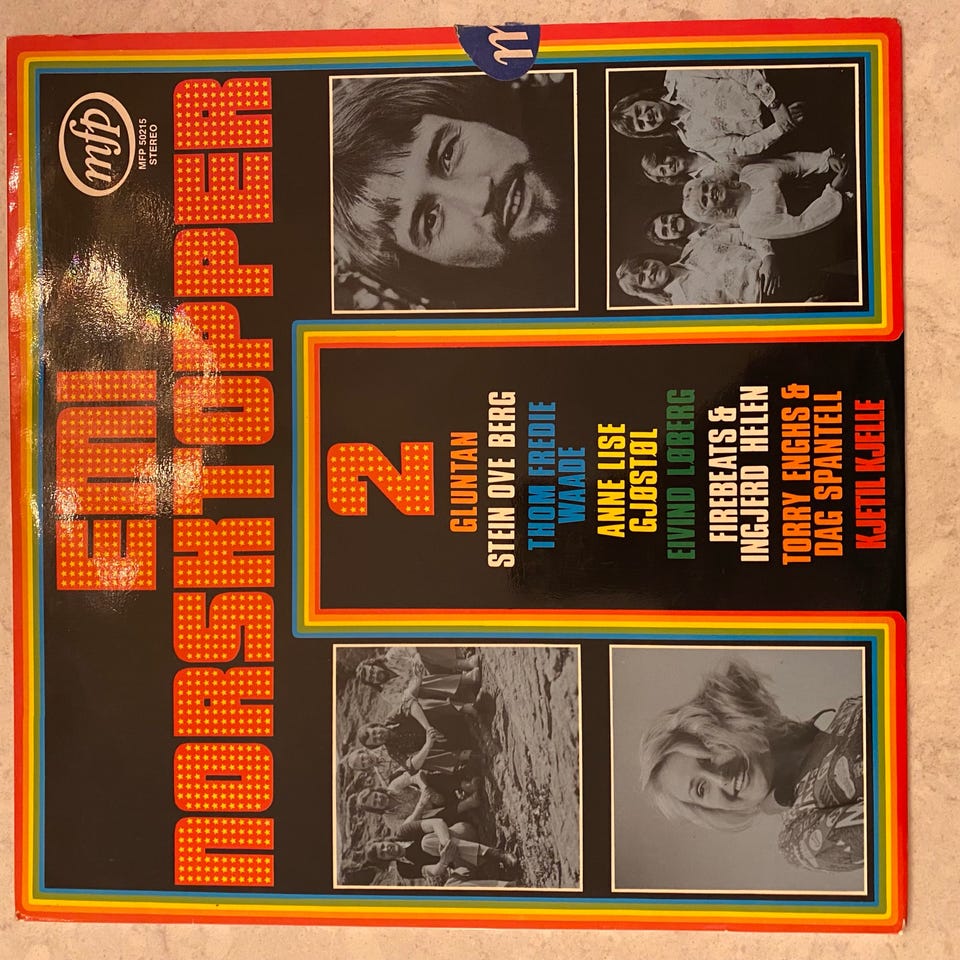 mfp
MFP 50215
STEREO
EMI
NORSKTOPPER
2
GLUNTAN
STEIN OVE BERG
THOM FREDIE
WAADE
ANNE LISE
GJØSTØL
EIVIND LØBERG
FIREBEATS &
INGJERD HELEN
TORRY ENGHS &
DAG SPANTELL
KJETIL KJELLE